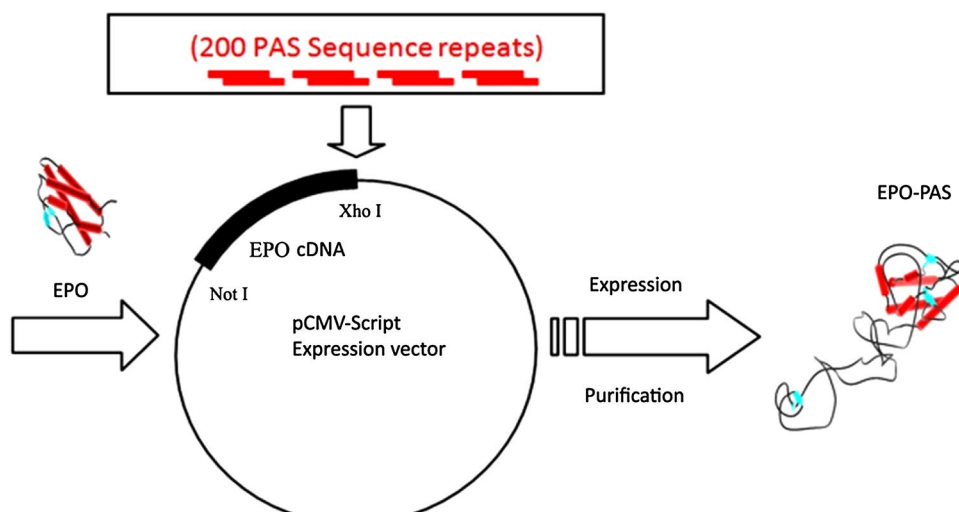 (200 PAS Sequence repeats)
EPO-PAS
Xho I
EPO cDNA
EPO
Not I
Expression
pCMV-Script
Expression vector
Purification